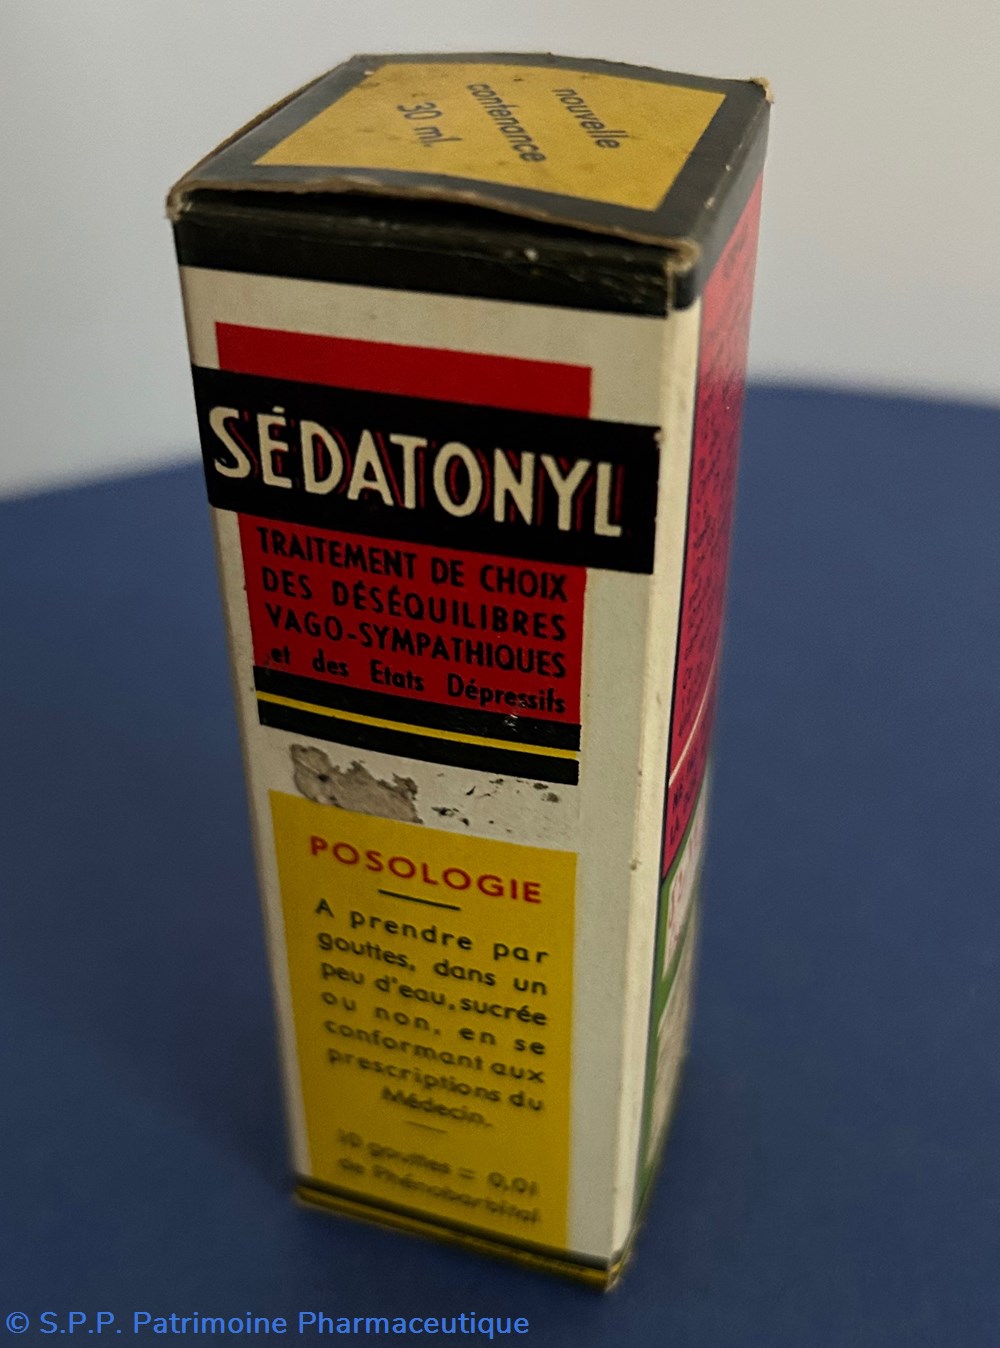 nouvelle
contenance
30 ml.
SÉDATONYL
TRAITEMENT DE CHOIX
DES DÉSÉQUILIBRES
VAGO-SYMPATHIQUES
et des Etats Dépressifs
POSOLOGIE
A prendre par
gouttes, dans un
peu d'eau, sucrée
ou non, en se
conformant aux
prescriptions du
Médecin.
10 gouttes = 0,01
de Phénobarbital
© S.P.P. Patrimoine Pharmaceutique